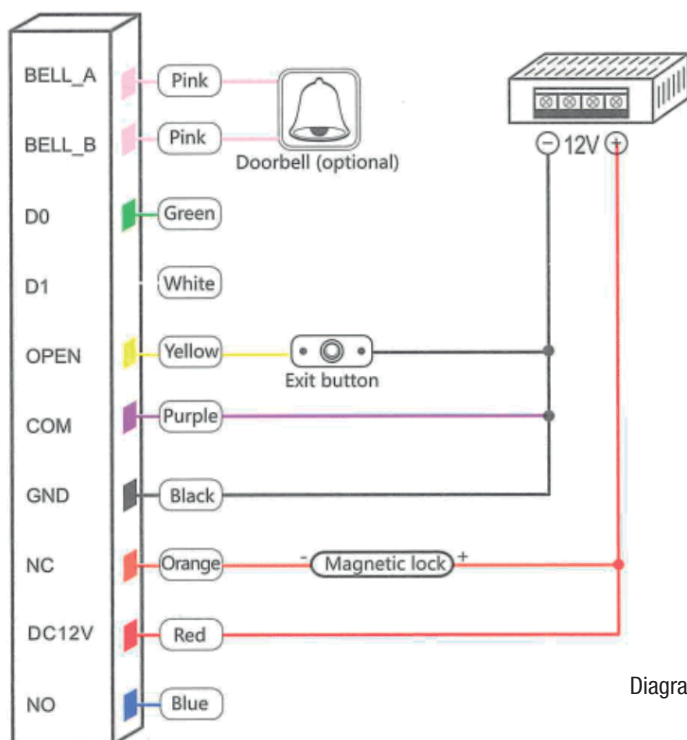 BELL_A Pink
BELL_B Pink
Doorbell (optional)
− 12V +
D0 Green
D1 White
OPEN Yellow
Exit button
COM Purple
GND Black
NC Orange - Magnetic lock +
DC12V Red
NO Blue
Diagra